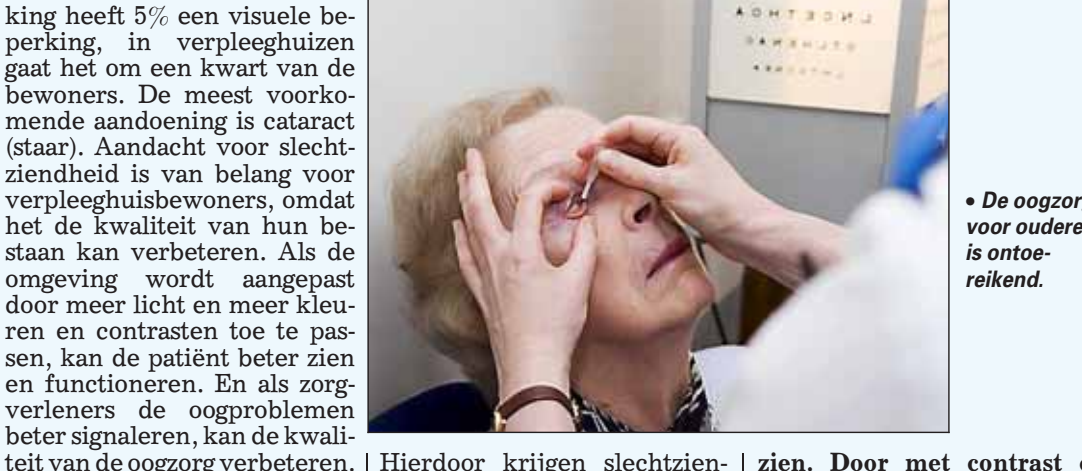 king heeft 5% een visuele be-
perking, in verpleeghuizen
gaat het om een kwart van de
bewoners. De meest voorko-
mende aandoening is cataract
(staar). Aandacht voor slecht-
ziendheid is van belang voor
verpleeghuisbewoners, omdat
het de kwaliteit van hun be-
staan kan verbeteren. Als de
omgeving wordt aangepast
door meer licht en meer kleu-
ren en contrasten toe te pas-
sen, kan de patiënt beter zien
en functioneren. En als zorg-
verleners de oogproblemen
beter signaleren, kan de kwali-
teit van de oogzorg verbeteren.
Hierdoor krijgen slechtzien-
zien. Door met contrast
• De oogzor
voor oudere
is ontoe-
reikend.